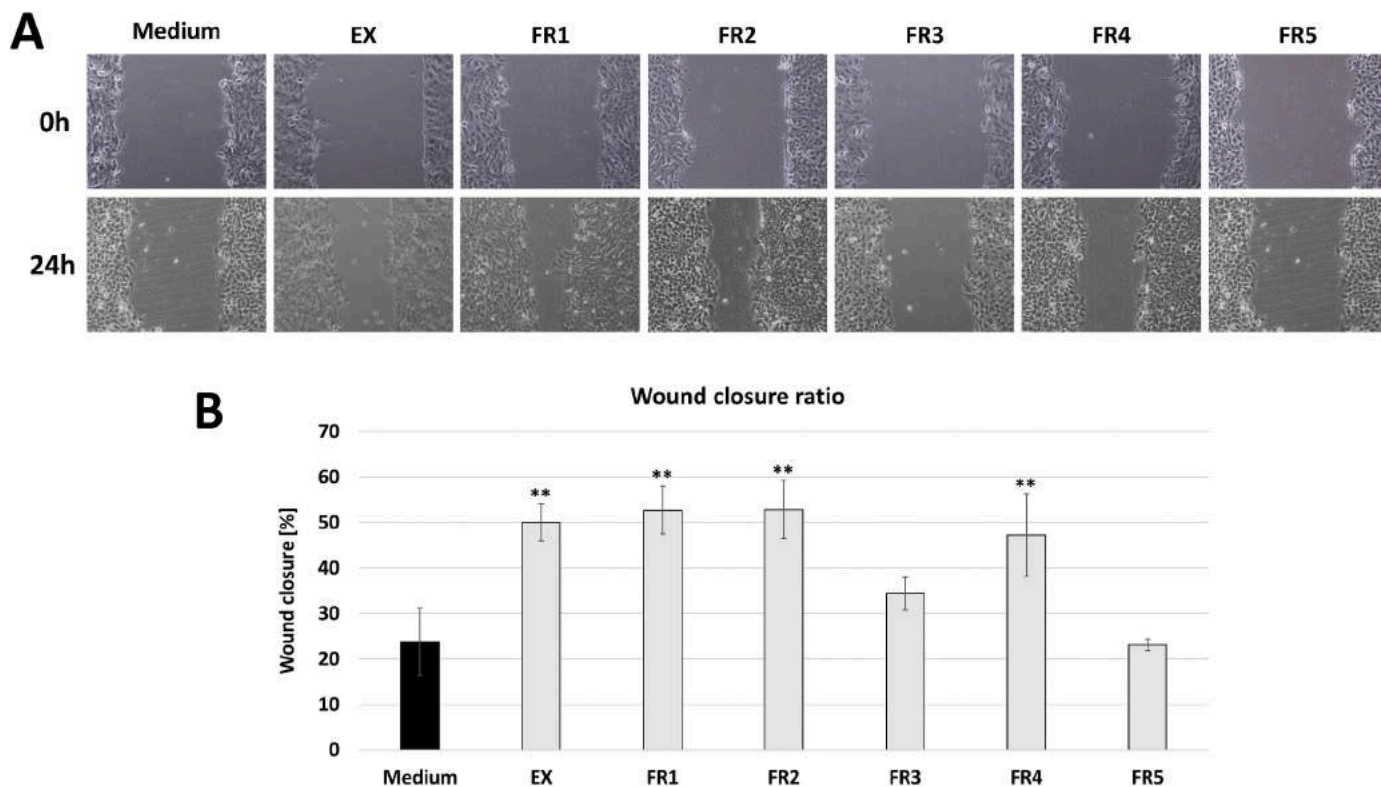 A
Medium EX FR1 FR2 FR3 FR4 FR5
0h
24h
B
Wound closure ratio
Wound closure [%]
70
60
50
40
30
20
10
0
** ** ** **
Medium EX FR1 FR2 FR3 FR4 FR5